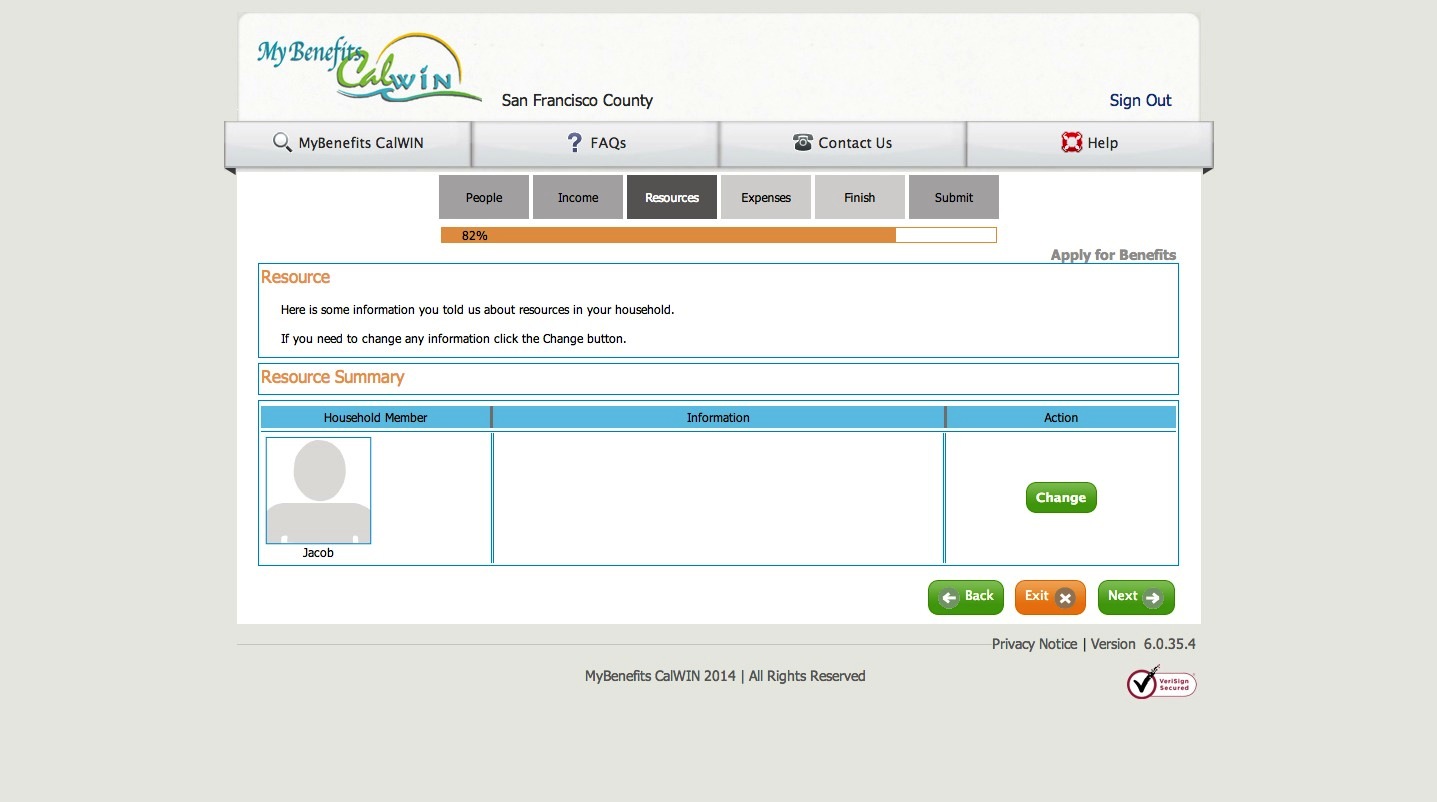 My Benefits CalWIN
San Francisco County
Sign Out
MyBenefits CalWIN
FAQs
Contact Us
Help
People
Income
Resources
Expenses
Finish
Submit
82%
Apply for Benefits
Resource
Here is some information you told us about resources in your household.
If you need to change any information click the Change button.
Resource Summary
Household Member
Information
Action
Change
Jacob
Back
Exit
Next
Privacy Notice | Version 6.0.35.4
MyBenefits CalWIN 2014 | All Rights Reserved
VeriSign
Secured